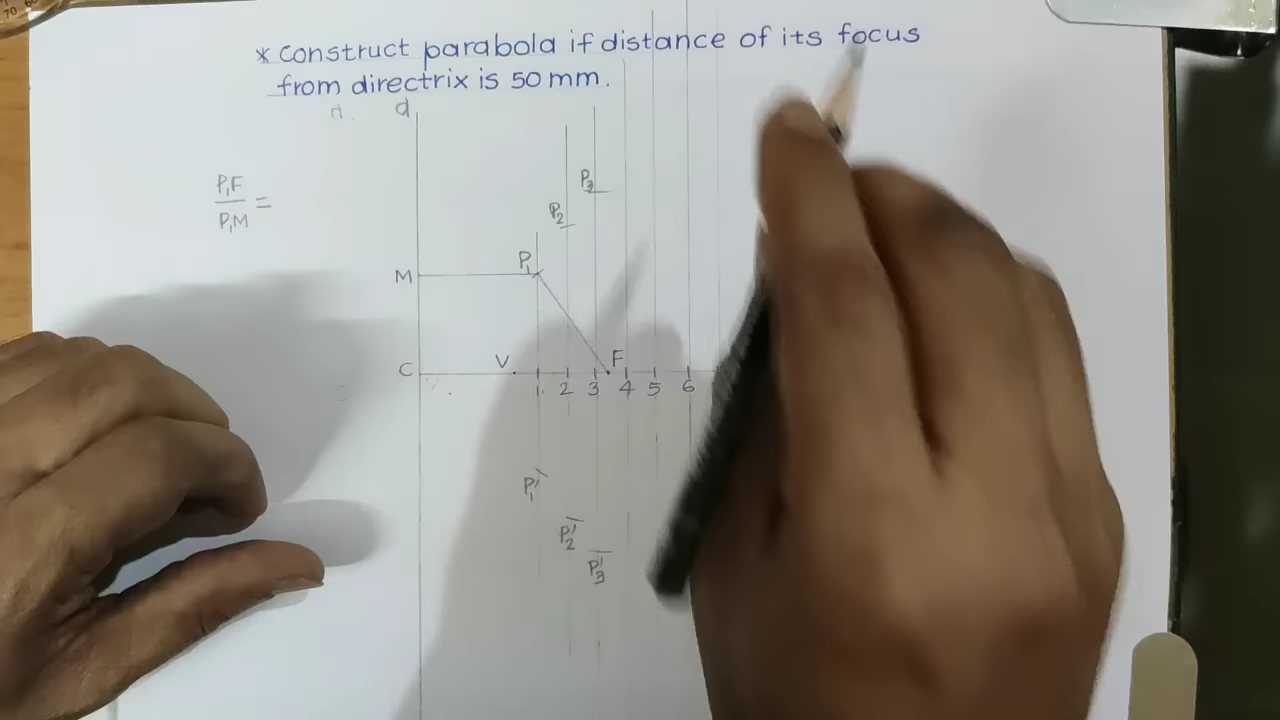 * Construct parabola if distance of its focus
from directrix is 50 mm.
d
P₁F
P₁M
=
P₃
P₂
P₁
M
C V F
1 2 3 4 5 6
P₁'
P₂'
P₃'